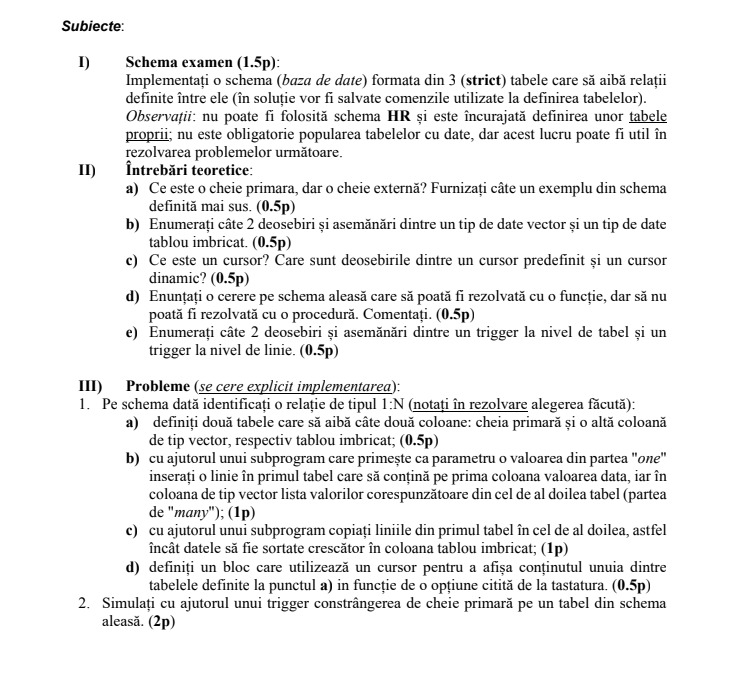 Subiecte:
I) Schema examen (1.5p):
Implementați o schema (baza de date) formata din 3 (strict) tabele care să aibă relații
definite între ele (în soluție vor fi salvate comenzile utilizate la definirea tabelelor).
Observații: nu poate fi folosită schema HR și este încurajată definirea unor tabele
proprii; nu este obligatorie popularea tabelelor cu date, dar acest lucru poate fi util în
rezolvarea problemelor următoare.
II) Întrebări teoretice:
a) Ce este o cheie primara, dar o cheie externă? Furnizați câte un exemplu din schema
definită mai sus. (0.5p)
b) Enumerați câte 2 deosebiri și asemănări dintre un tip de date vector și un tip de date
tablou imbricat. (0.5p)
c) Ce este un cursor? Care sunt deosebirile dintre un cursor predefinit și un cursor
dinamic? (0.5p)
d) Enunțați o cerere pe schema aleasă care să poată fi rezolvată cu o funcție, dar să nu
poată fi rezolvată cu o procedură. Comentați. (0.5p)
e) Enumerați câte 2 deosebiri și asemănări dintre un trigger la nivel de tabel și un
trigger la nivel de linie. (0.5p)
III) Probleme (se cere explicit implementarea):
1. Pe schema dată identificați o relație de tipul 1:N (notați în rezolvare alegerea făcută):
a) definiți două tabele care să aibă câte două coloane: cheia primară și o altă coloană
de tip vector, respectiv tablou imbricat; (0.5p)
b) cu ajutorul unui subprogram care primește ca parametru o valoarea din partea "one"
inserați o linie în primul tabel care să conțină pe prima coloana valoarea data, iar în
coloana de tip vector lista valorilor corespunzătoare din cel de al doilea tabel (partea
de "many"); (1p)
c) cu ajutorul unui subprogram copiați liniile din primul tabel în cel de al doilea, astfel
încât datele să fie sortate crescător în coloana tablou imbricat; (1p)
d) definiți un bloc care utilizează un cursor pentru a afișa conținutul unuia dintre
tabelele definite la punctul a) in funcție de o opțiune citită de la tastatura. (0.5p)
2. Simulați cu ajutorul unui trigger constrângerea de cheie primară pe un tabel din schema
aleasă. (2p)